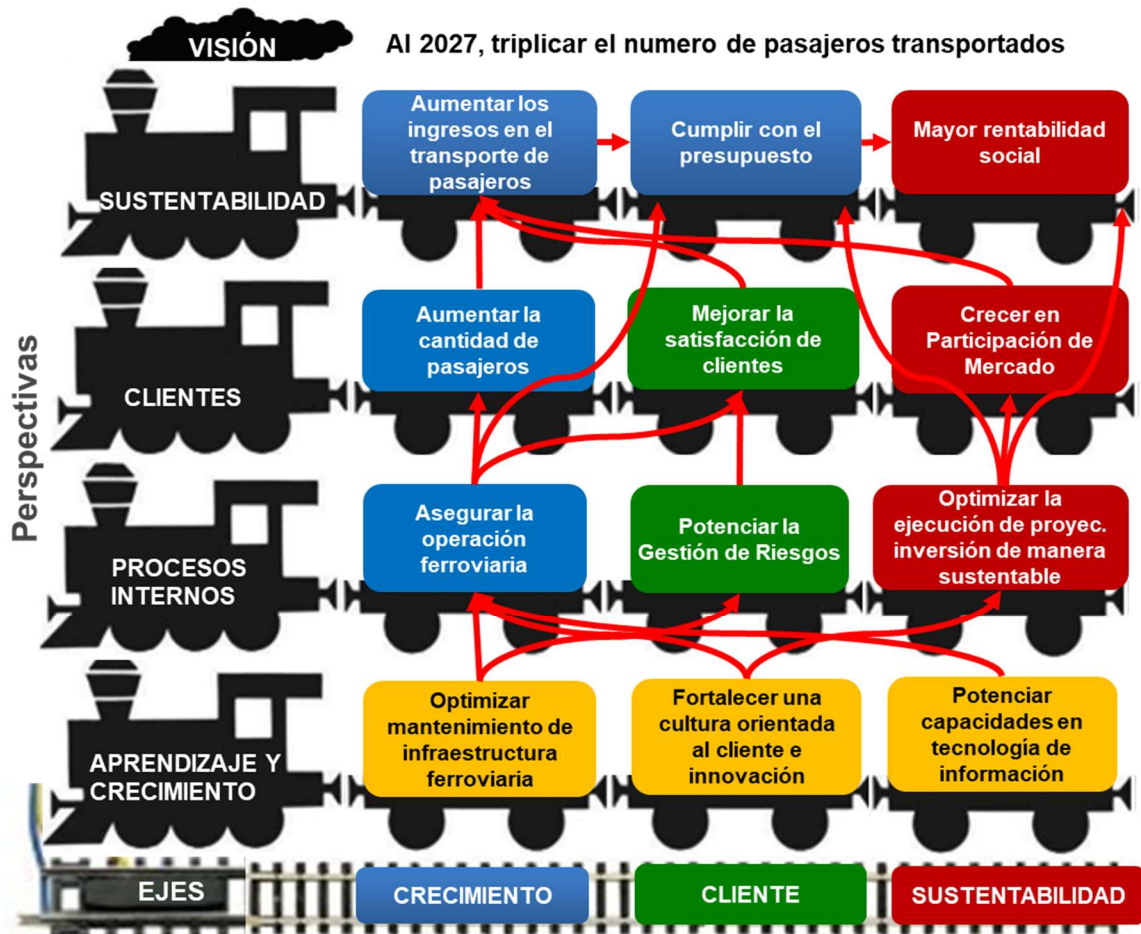 VISIÓN
Al 2027, triplicar el numero de pasajeros transportados
Perspectivas
SUSTENTABILIDAD
Aumentar los
ingresos en el
transporte de
pasajeros
Cumplir con el
presupuesto
Mayor rentabilidad
social
CLIENTES
Aumentar la
cantidad de
pasajeros
Mejorar la
satisfacción de
clientes
Crecer en
Participación de
Mercado
PROCESOS
INTERNOS
Asegurar la
operación
ferroviaria
Potenciar la
Gestión de Riesgos
Optimizar la
ejecución de proyec.
inversión de manera
sustentable
APRENDIZAJE Y
CRECIMIENTO
Optimizar
mantenimiento de
infraestructura
ferroviaria
Fortalecer una
cultura orientada
al cliente e
innovación
Potenciar
capacidades en
tecnología de
información
EJES
CRECIMIENTO
CLIENTE
SUSTENTABILIDAD